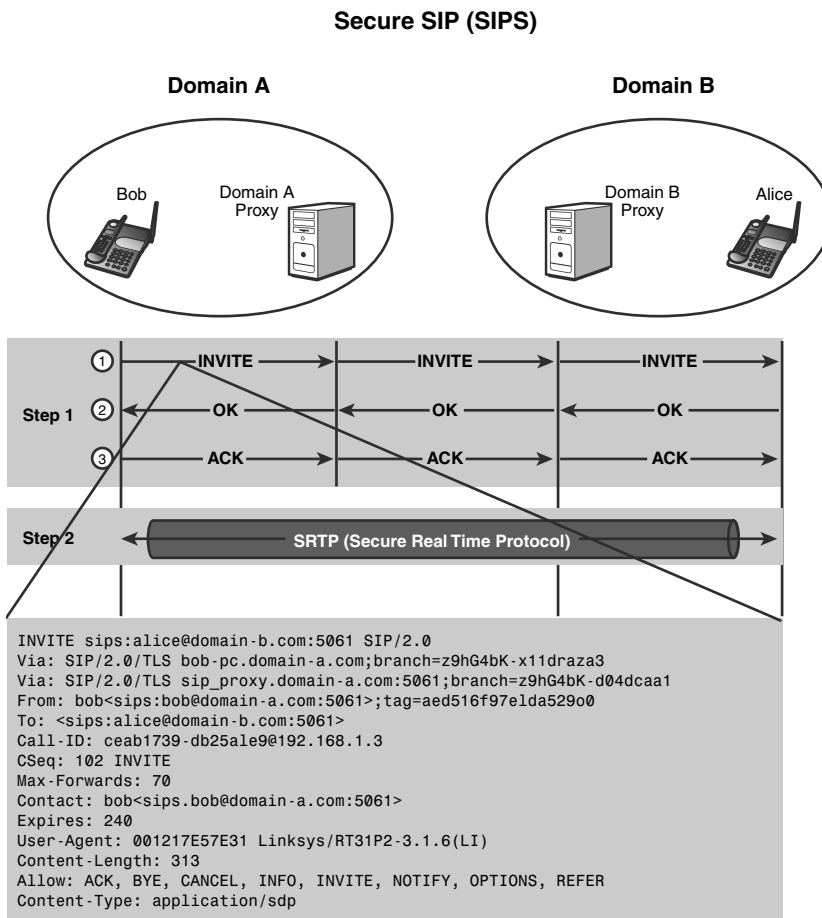 Secure SIP (SIPS)
Domain A
Domain B
Bob
Domain A
Proxy
Domain B
Proxy
Alice
1 INVITE INVITE INVITE
Step 1
2 OK OK OK
3 ACK ACK ACK
Step 2
SRTP (Secure Real Time Protocol)
INVITE sips:alice@domain-b.com:5061 SIP/2.0
Via: SIP/2.0/TLS bob-pc.domain-a.com;branch=z9hG4bK-x11draza3
Via: SIP/2.0/TLS sip_proxy.domain-a.com:5061;branch=z9hG4bK-d04dcaa1
From: bob<sips:bob@domain-a.com:5061>;tag=aed516f97elda529o0
To: <sips:alice@domain-b.com:5061>
Call-ID: ceab1739-db25ale9@192.168.1.3
CSeq: 102 INVITE
Max-Forwards: 70
Contact: bob<sips.bob@domain-a.com:5061>
Expires: 240
User-Agent: 001217E57E31 Linksys/RT31P2-3.1.6(LI)
Content-Length: 313
Allow: ACK, BYE, CANCEL, INFO, INVITE, NOTIFY, OPTIONS, REFER
Content-Type: application/sdp